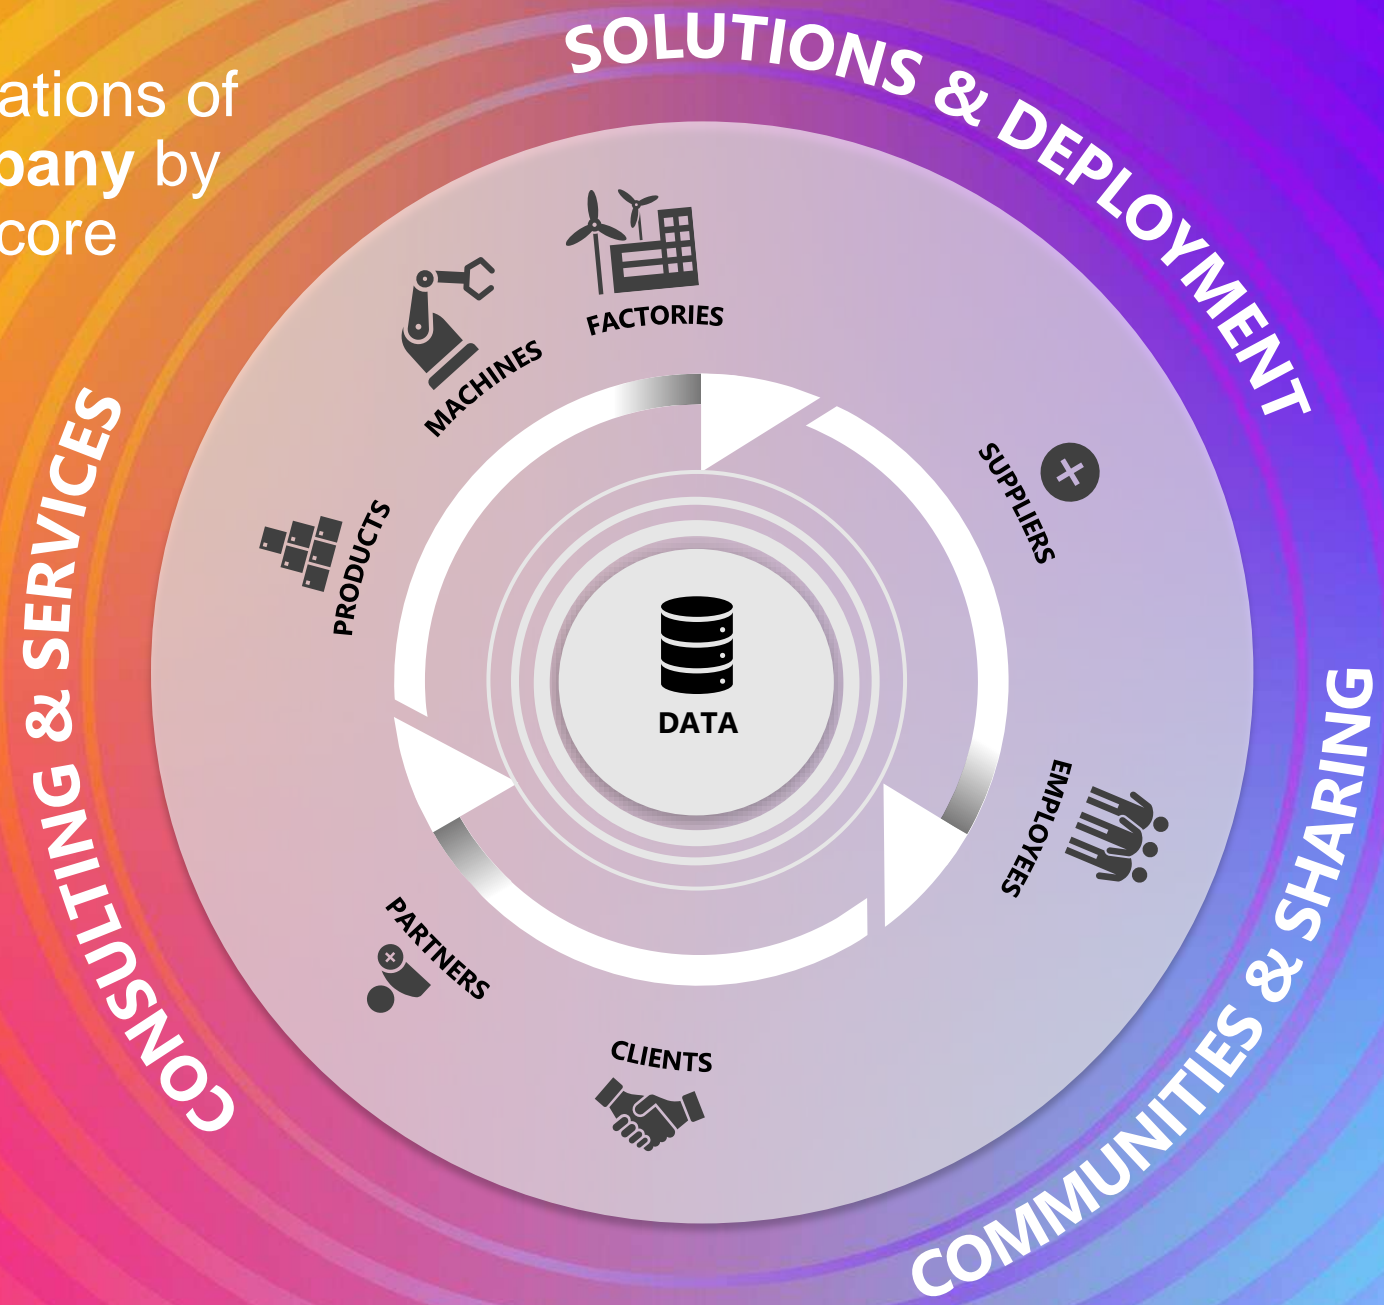 ations of
pany by
core
SOLUTIONS & DEPLOYMENT
FACTORIES
MACHINES
SUPPLIERS
CONSULTING & SERVICES
PRODUCTS
DATA
COMMUNITIES & SHARING
EMPLOYEES
PARTNERS
CLIENTS